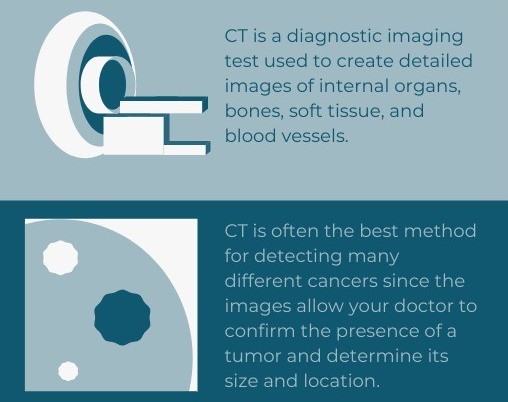 CT is a diagnostic imaging
test used to create detailed
images of internal organs,
bones, soft tissue, and
blood vessels.
CT is often the best method
for detecting many
different cancers since the
images allow your doctor to
confirm the presence of a
tumor and determine its
size and location.